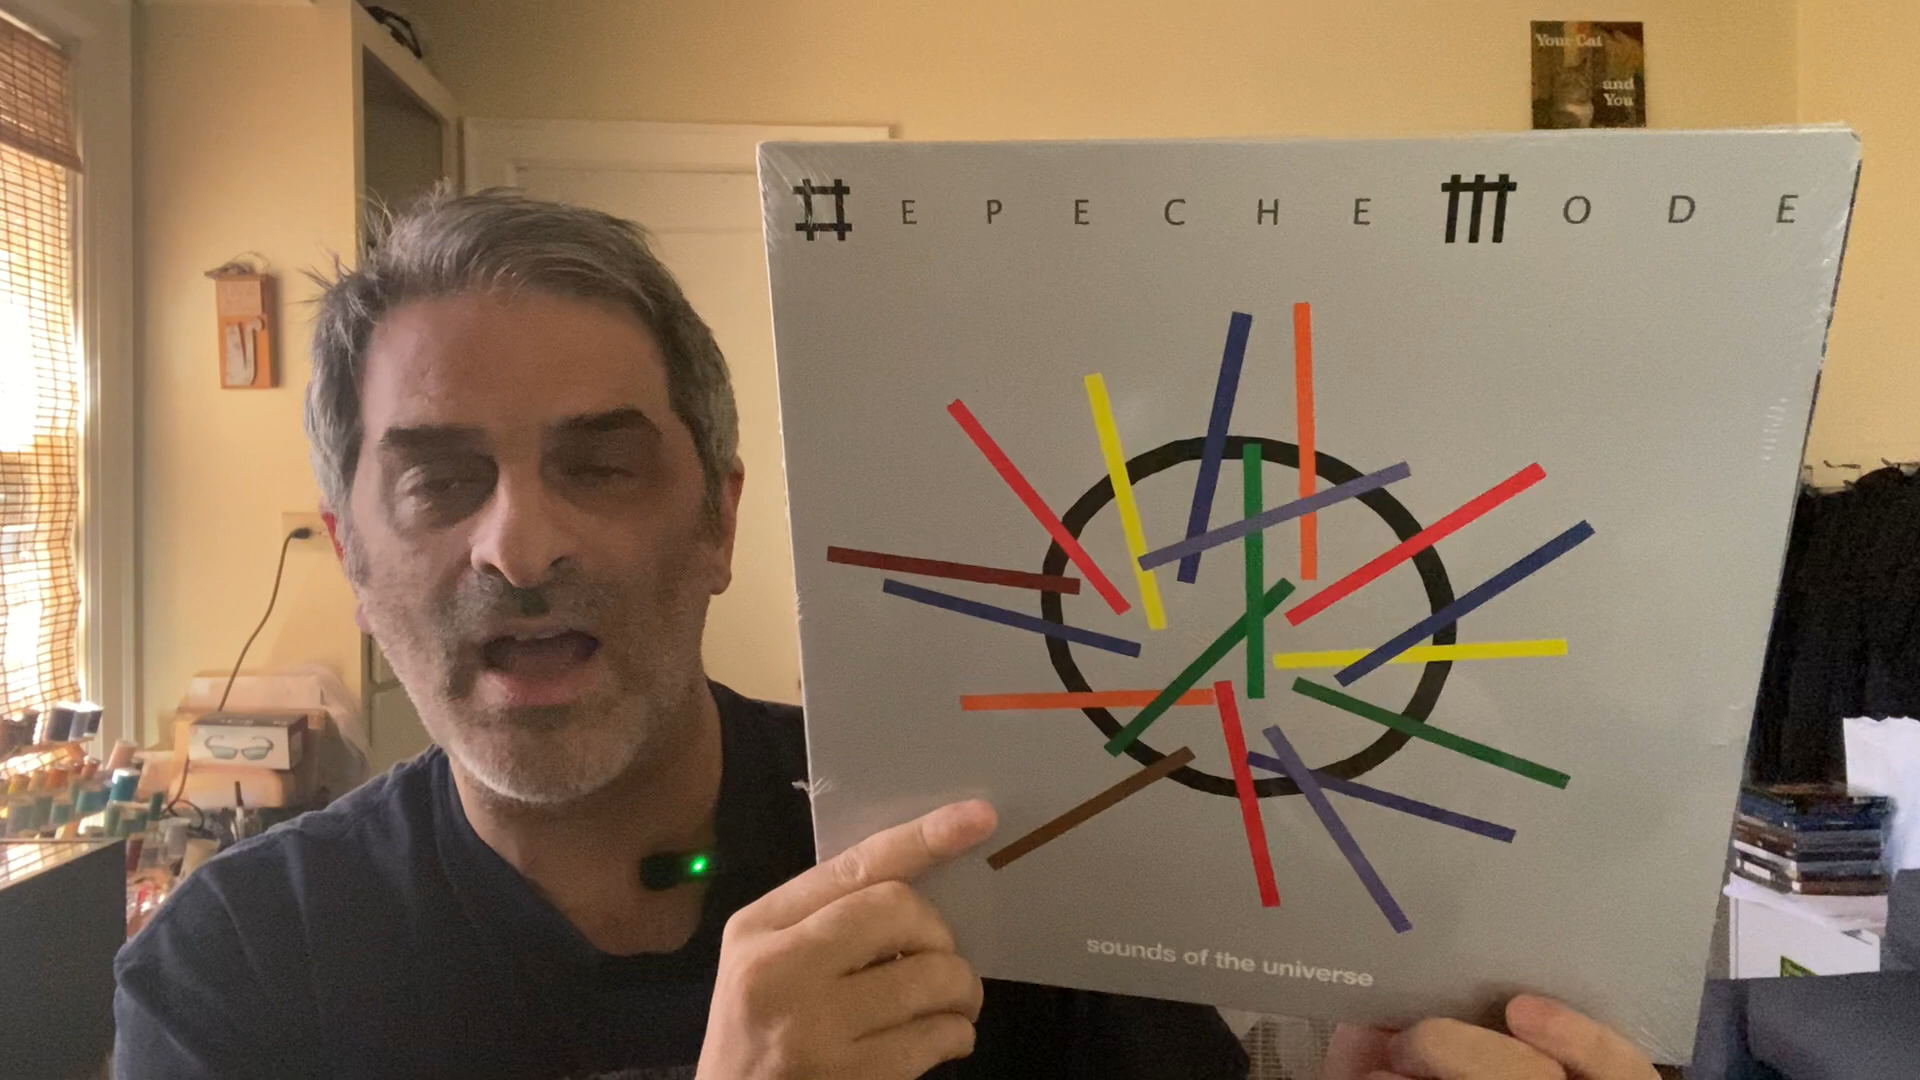 Your Cat
and
You
DEPECHE MODE
sounds of the universe